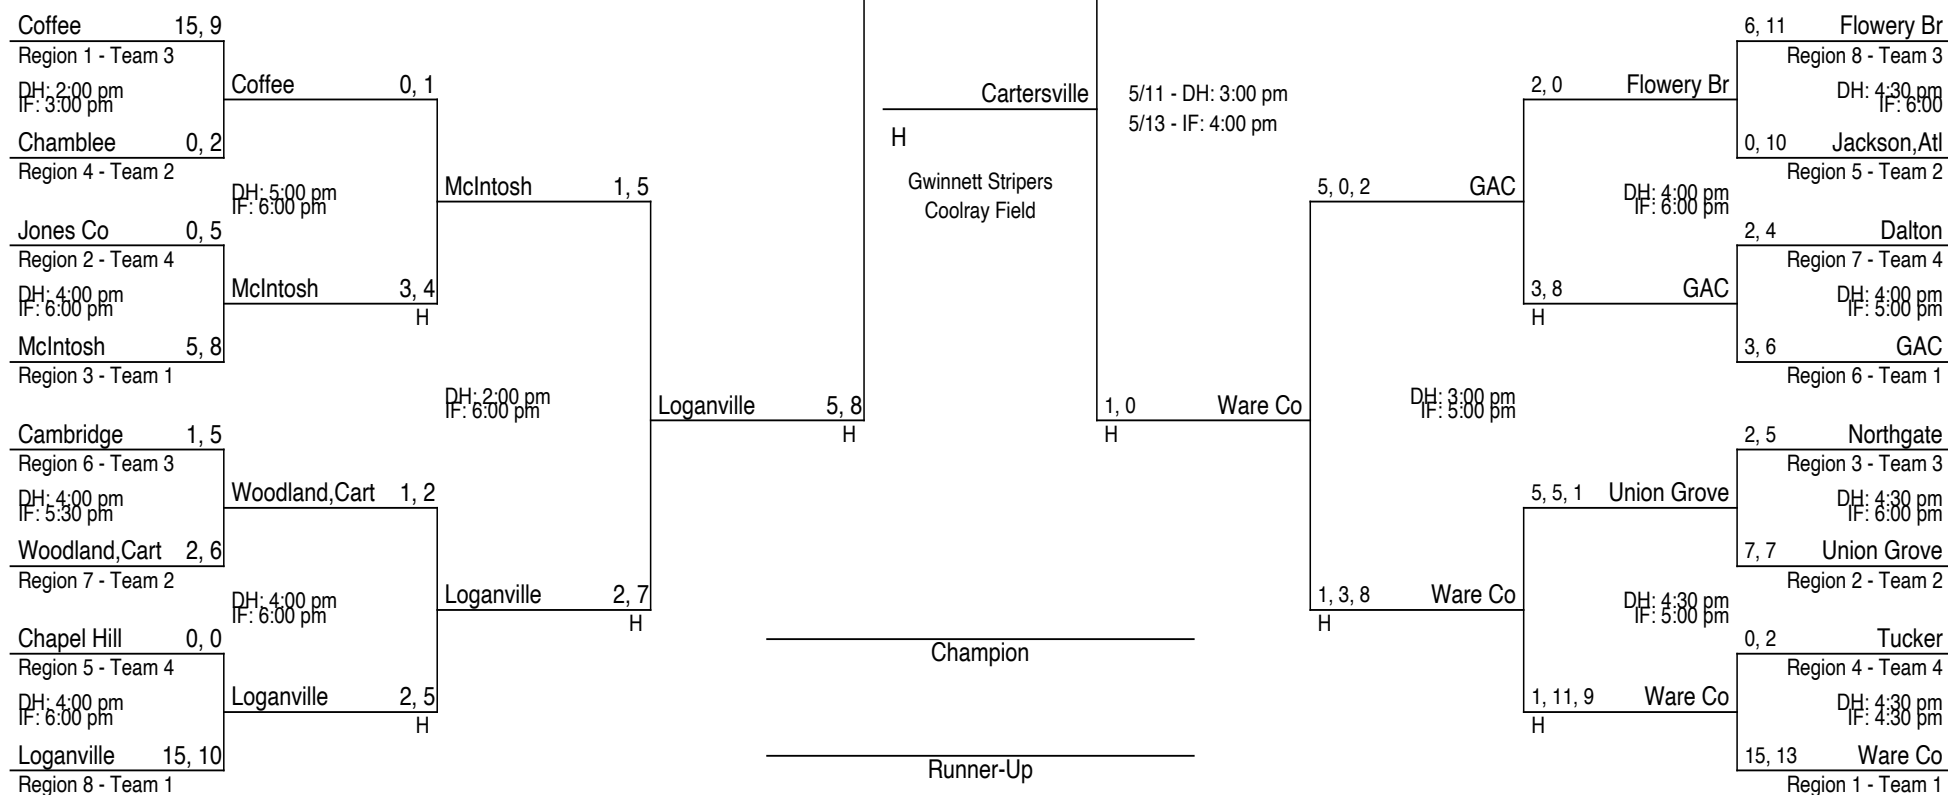 Coffee 15, 9
Region 1 - Team 3
DH: 2:00 pm
IF: 3:00 pm
Chamblee 0, 2
Region 4 - Team 2
Coffee 0, 1
DH: 5:00 pm
IF: 6:00 pm
Jones Co 0, 5
Region 2 - Team 4
DH: 4:00 pm
IF: 6:00 pm
McIntosh 5, 8
Region 3 - Team 1
McIntosh 3, 4
H
McIntosh 1, 5
DH: 2:00 pm
IF: 6:00 pm
Cambridge 1, 5
Region 6 - Team 3
DH: 4:00 pm
IF: 5:30 pm
Woodland,Cart 2, 6
Region 7 - Team 2
Woodland,Cart 1, 2
DH: 4:00 pm
IF: 6:00 pm
Chapel Hill 0, 0
Region 5 - Team 4
DH: 4:00 pm
IF: 6:00 pm
Loganville 15, 10
Region 8 - Team 1
Loganville 2, 5
H
Loganville 2, 7
H
Loganville 5, 8
H
Cartersville
H
5/11 - DH: 3:00 pm
5/13 - IF: 4:00 pm
Gwinnett Stripers
Coolray Field
Champion
Runner-Up
1, 0 Ware Co
H
5, 0, 2 GAC
DH: 3:00 pm
IF: 5:00 pm
1, 3, 8 Ware Co
H
2, 0 Flowery Br
DH: 4:00 pm
IF: 6:00 pm
3, 8 GAC
H
5, 5, 1 Union Grove
DH: 4:30 pm
IF: 5:00 pm
1, 11, 9 Ware Co
H
6, 11 Flowery Br
Region 8 - Team 3
DH: 4:30 pm
IF: 6:00
0, 10 Jackson,Atl
Region 5 - Team 2
2, 4 Dalton
Region 7 - Team 4
DH: 4:00 pm
IF: 5:00 pm
3, 6 GAC
Region 6 - Team 1
2, 5 Northgate
Region 3 - Team 3
DH: 4:30 pm
IF: 6:00 pm
7, 7 Union Grove
Region 2 - Team 2
0, 2 Tucker
Region 4 - Team 4
DH: 4:30 pm
IF: 4:30 pm
15, 13 Ware Co
Region 1 - Team 1